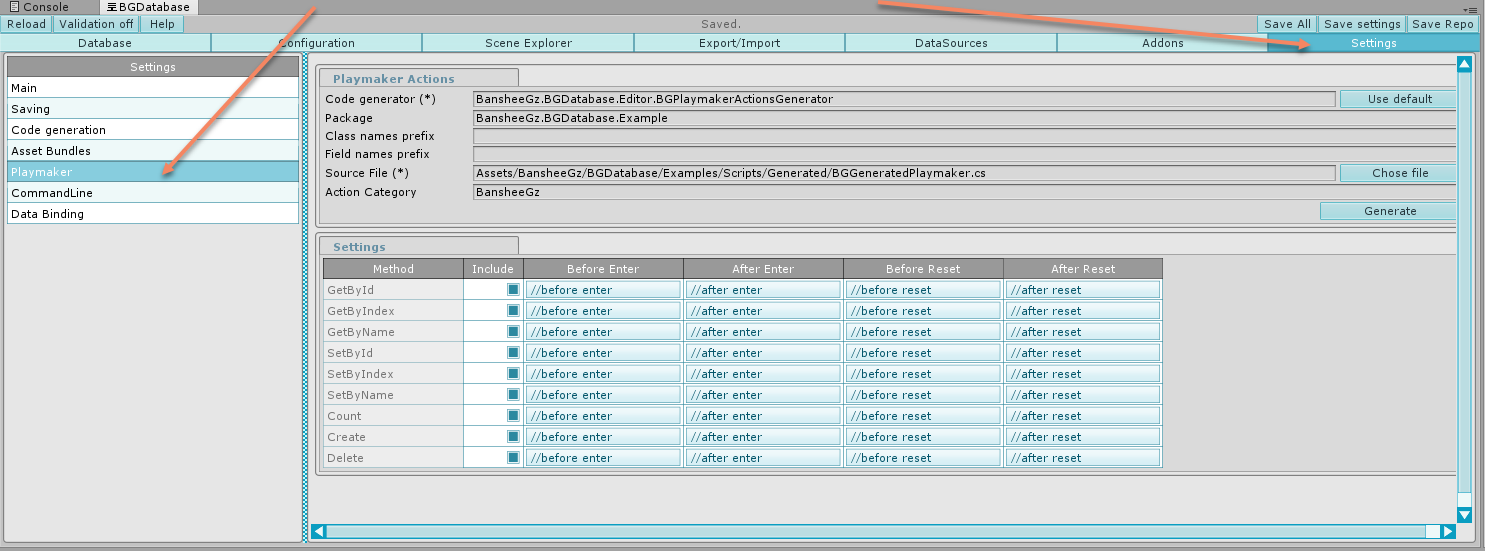 Console BGDatabase
Reload Validation off Help Saved. Save All Save settings Save Repo
Database Configuration Scene Explorer Export/Import DataSources Addons Settings
Settings
Main
Saving
Code generation
Asset Bundles
Playmaker
CommandLine
Data Binding
Playmaker Actions
Code generator (*) BansheeGz.BGDatabase.Editor.BGPlaymakerActionsGenerator Use default
Package BansheeGz.BGDatabase.Example
Class names prefix
Field names prefix
Source File (*) Assets/BansheeGz/BGDatabase/Examples/Scripts/Generated/BGGeneratedPlaymaker.cs Chose file
Action Category BansheeGz
Generate
Settings
Method Include Before Enter After Enter Before Reset After Reset
GetById //before enter //after enter //before reset //after reset
GetByIndex //before enter //after enter //before reset //after reset
GetByName //before enter //after enter //before reset //after reset
SetById //before enter //after enter //before reset //after reset
SetByIndex //before enter //after enter //before reset //after reset
SetByName //before enter //after enter //before reset //after reset
Count //before enter //after enter //before reset //after reset
Create //before enter //after enter //before reset //after reset
Delete //before enter //after enter //before reset //after reset